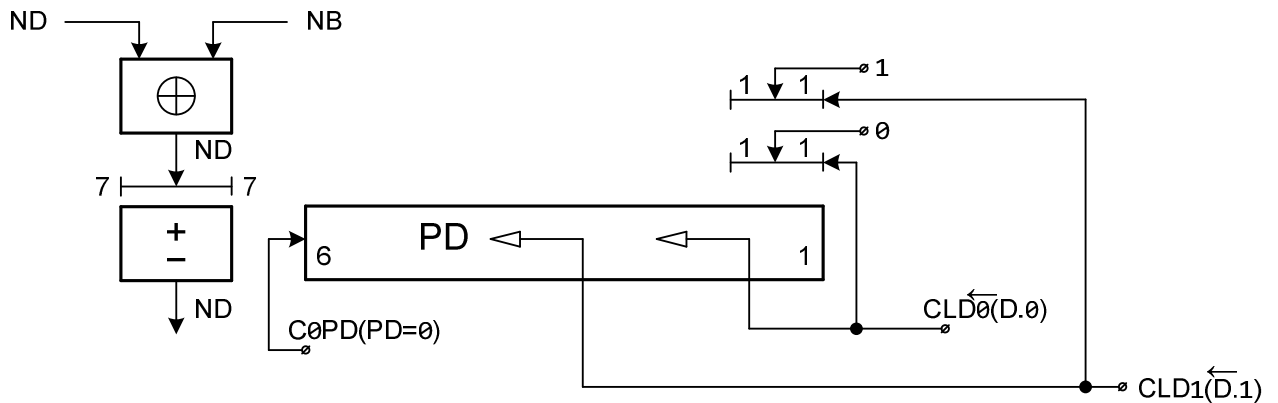 ND NB
1 1 1
1 1 0
ND
7 7
+
−
PD
6 1
ND
C0PD(PD=0)
CLD0(D.0)
CLD1(D.1)